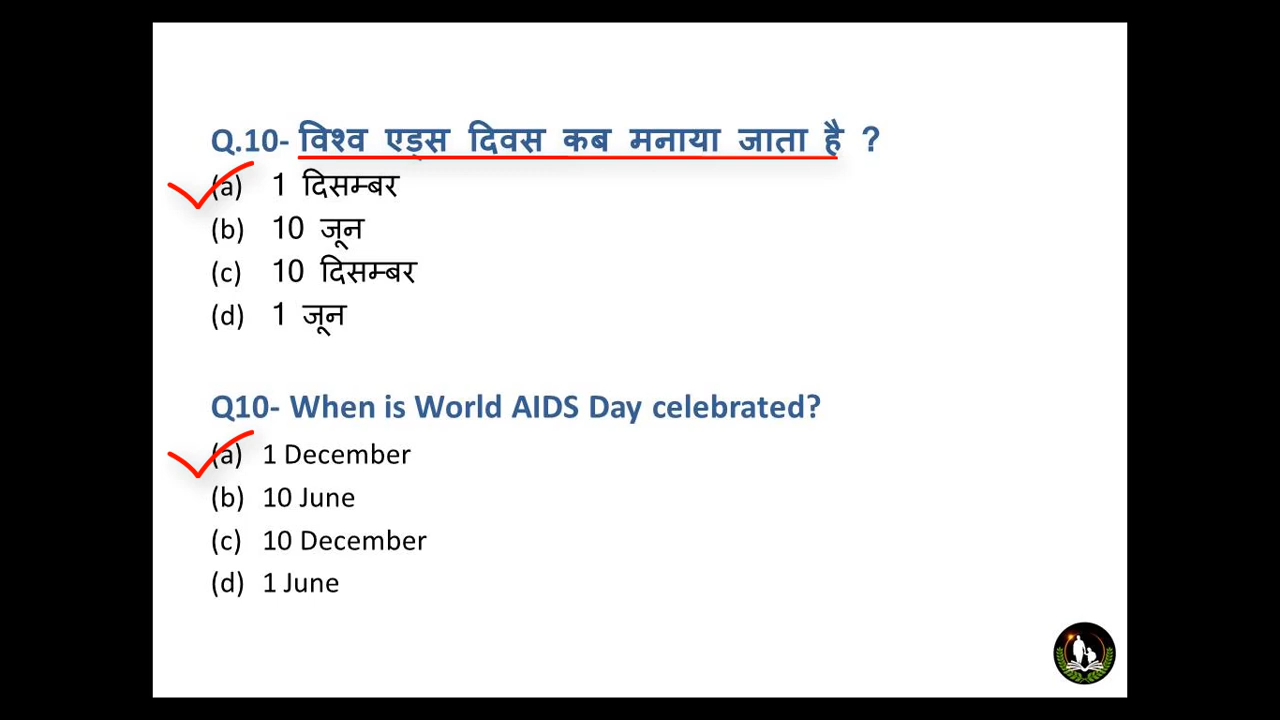 Q.10- विश्व एड्स दिवस कब मनाया जाता है ?
(a) 1 दिसम्बर
(b) 10 जून
(c) 10 दिसम्बर
(d) 1 जून
Q10- When is World AIDS Day celebrated?
(a) 1 December
(b) 10 June
(c) 10 December
(d) 1 June